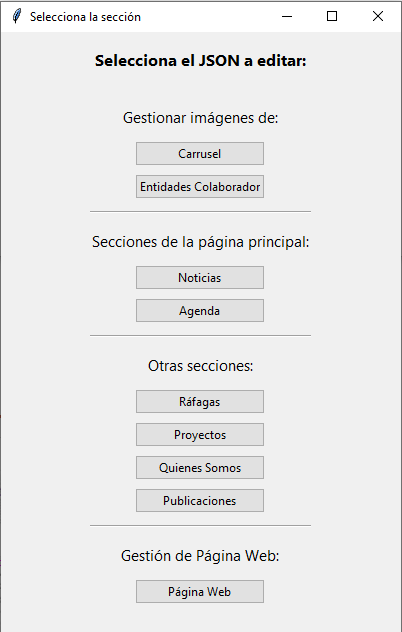 Selecciona la sección
Selecciona el JSON a editar:
Gestionar imágenes de:
Carrusel
Entidades Colaborador
Secciones de la página principal:
Noticias
Agenda
Otras secciones:
Ráfagas
Proyectos
Quienes Somos
Publicaciones
Gestión de Página Web:
Página Web